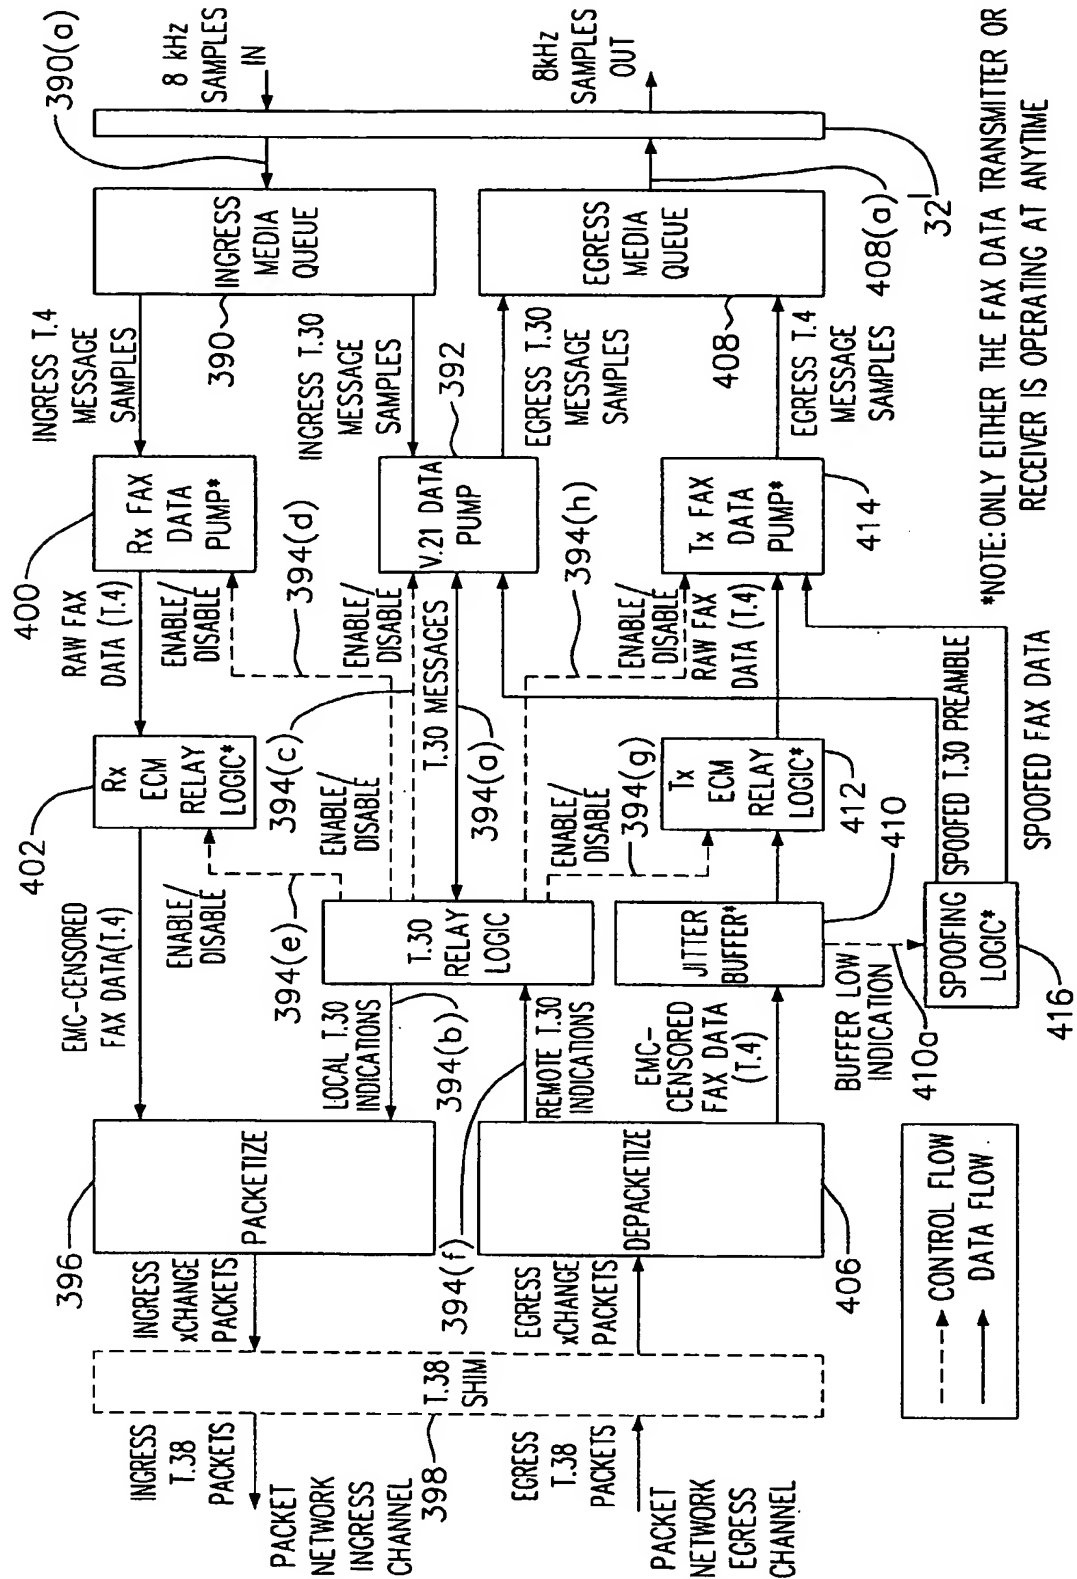 8 kHz
SAMPLES
IN
390(a)
8kHz
SAMPLES
OUT
32'
INGRESS
MEDIA
QUEUE
390
EGRESS
MEDIA
QUEUE
408
408(a)
INGRESS T.4
MESSAGE
SAMPLES
INGRESS T.30
MESSAGE
SAMPLES
392
EGRESS T.30
MESSAGE
SAMPLES
EGRESS T.4
MESSAGE
SAMPLES
400
Rx FAX
DATA
PUMP*
V.21 DATA
PUMP
Tx FAX
DATA
PUMP*
414
RAW FAX
DATA (T.4)
ENABLE/
DISABLE
394(d)
ENABLE/
DISABLE
T.30 MESSAGES
394(a)
394(c)
394(h)
ENABLE/
DISABLE
RAW FAX
DATA (T.4)
402
Rx
ECM
RELAY
LOGIC*
ENABLE/
DISABLE
394(g)
ENABLE/
DISABLE
Tx
ECM
RELAY
LOGIC*
412
EMC-CENSORED
FAX DATA(T.4)
ENABLE/
DISABLE
394(e)
T.30
RELAY
LOGIC
JITTER
BUFFER*
410
SPOOFED T.30 PREAMBLE
SPOOFED FAX DATA
LOCAL T.30
INDICATIONS
394(b)
REMOTE T.30
INDICATIONS
EMC-
CENSORED
FAX DATA
(T.4)
BUFFER LOW
INDICATION
410a
SPOOFING
LOGIC*
416
396
PACKETIZE
394(f)
DEPACKETIZE
406
INGRESS
xCHANGE
PACKETS
EGRESS
xCHANGE
PACKETS
T.38
SHIM
398
INGRESS
T.38
PACKETS
EGRESS
T.38
PACKETS
PACKET
NETWORK
INGRESS
CHANNEL
PACKET
NETWORK
EGRESS
CHANNEL
CONTROL FLOW
DATA FLOW
*NOTE:ONLY EITHER THE FAX DATA TRANSMITTER OR
RECEIVER IS OPERATING AT ANYTIME